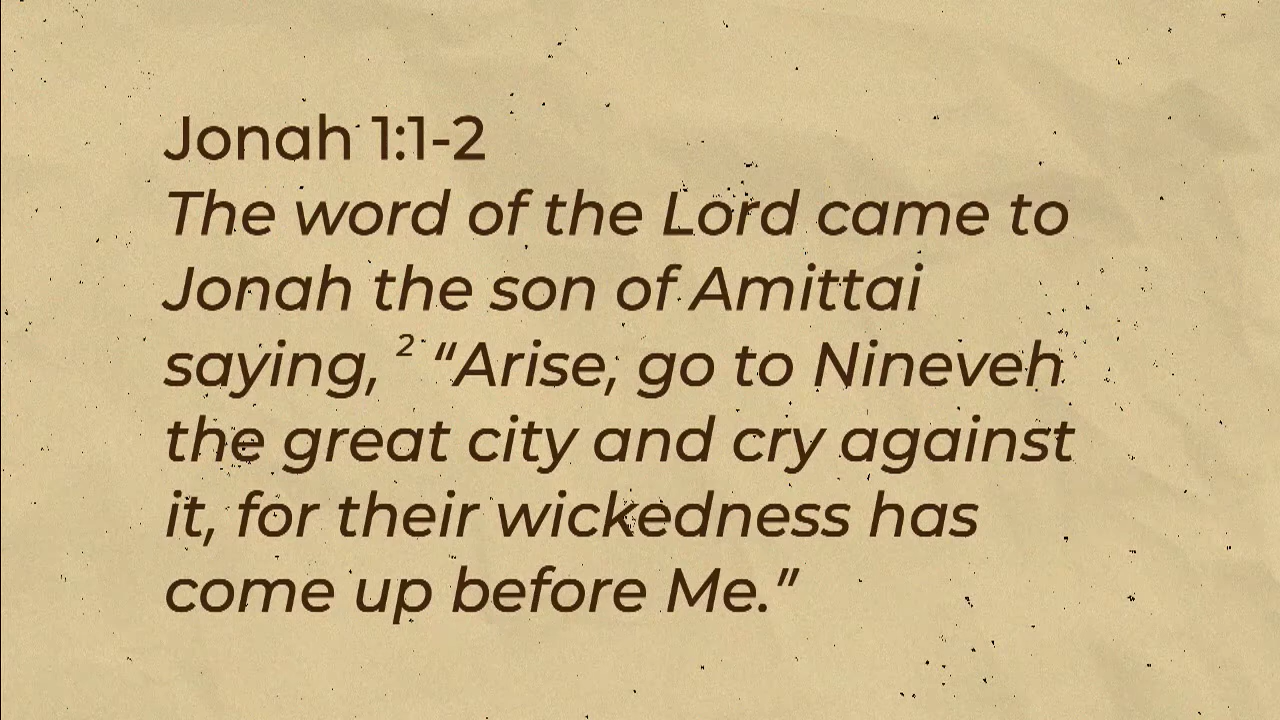 Jonah 1:1-2
The word of the Lord came to
Jonah the son of Amittai
saying, ² “Arise, go to Nineveh
the great city and cry against
it, for their wickedness has
come up before Me.”